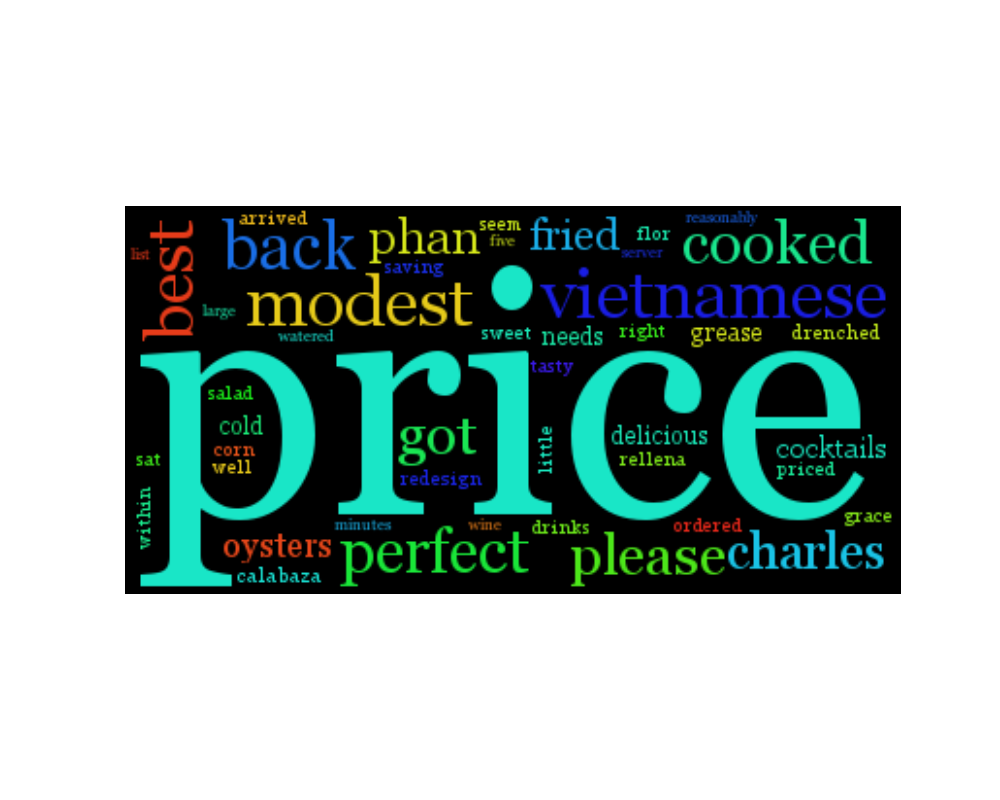 best
arrived
list
back
phan
seem
five
fried
flor
reasonably
server
cooked
saving
large
modest
vietnamese
watered
sweet
needs
right
grease
drenched
price
tasty
salad
cold
corn
well
got
redesign
little
delicious
rellena
cocktails
priced
sat
within
minutes
wine
drinks
ordered
grace
oysters
perfect
please
charles
calabaza